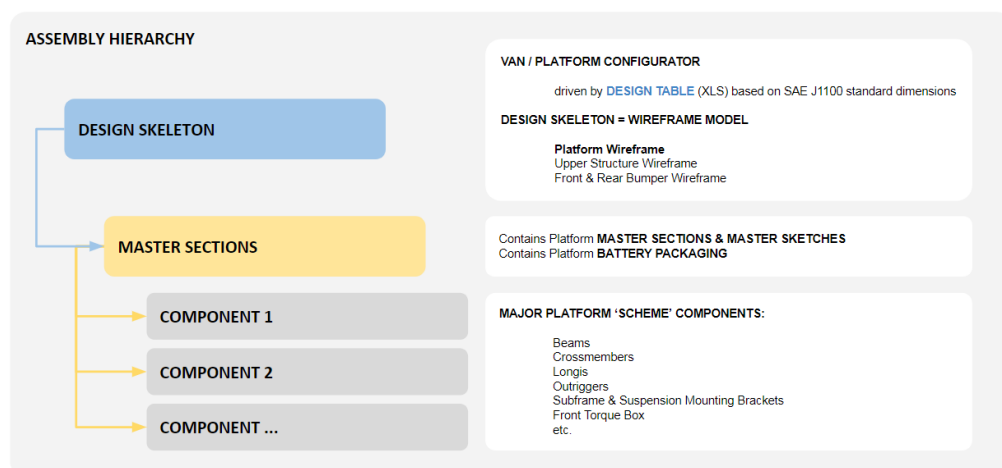 ASSEMBLY HIERARCHY
DESIGN SKELETON
VAN / PLATFORM CONFIGURATOR
driven by DESIGN TABLE (XLS) based on SAE J1100 standard dimensions
DESIGN SKELETON = WIREFRAME MODEL
Platform Wireframe
Upper Structure Wireframe
Front & Rear Bumper Wireframe
MASTER SECTIONS
Contains Platform MASTER SECTIONS & MASTER SKETCHES
Contains Platform BATTERY PACKAGING
COMPONENT 1
COMPONENT 2
COMPONENT ...
MAJOR PLATFORM ‘SCHEME’ COMPONENTS:
Beams
Crossmembers
Longis
Outriggers
Subframe & Suspension Mounting Brackets
Front Torque Box
etc.